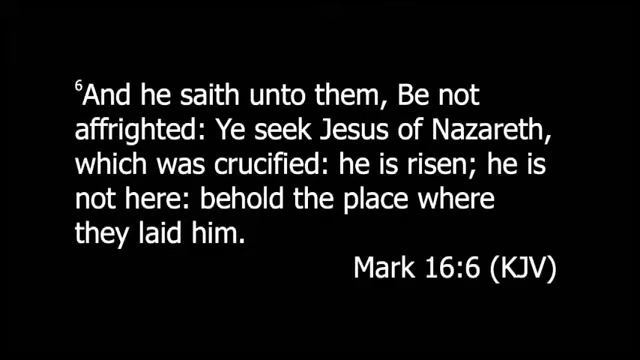 ⁶And he saith unto them, Be not
affrighted: Ye seek Jesus of Nazareth,
which was crucified: he is risen; he is
not here: behold the place where
they laid him.
Mark 16:6 (KJV)